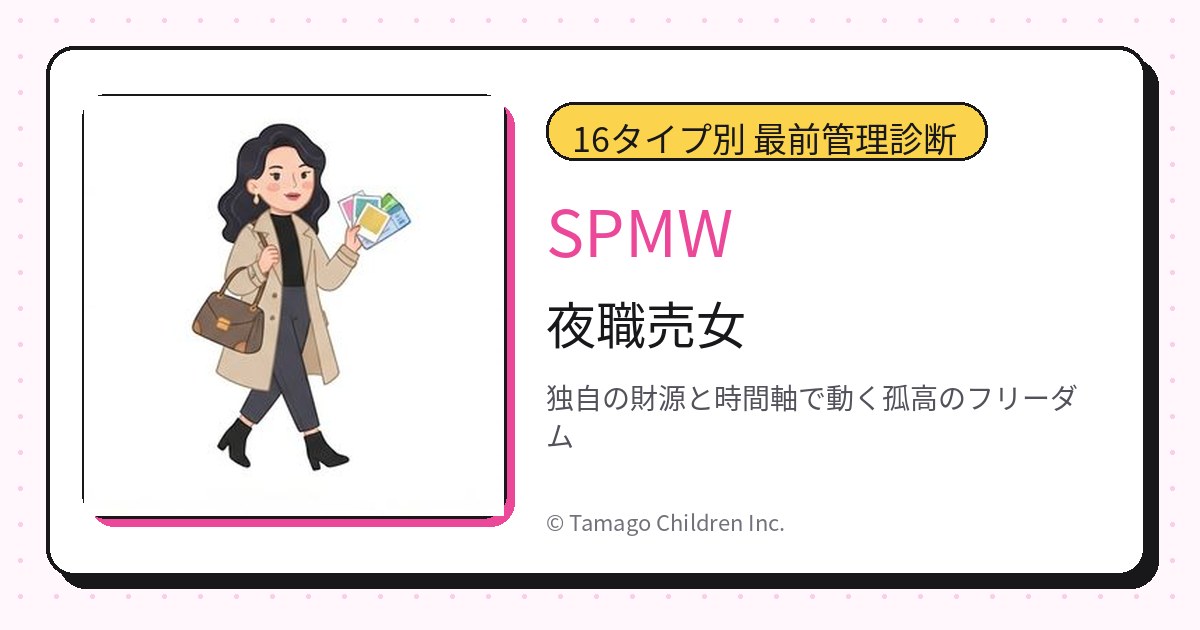 16タイプ別 最前管理診断
SPMW
夜職売女
独自の財源と時間軸で動く孤高のフリーダ
ム
© Tamago Children Inc.